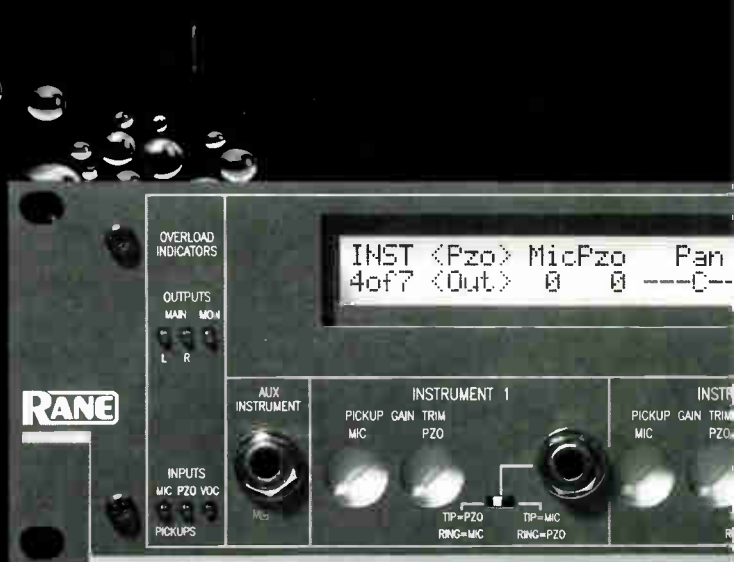 OVERLOAD
INDICATORS
OUTPUTS
MAIN MON
L R
RANE
INPUTS
MIC PZO VOC
PICKUPS
INST <Pzo> MicPzo Pan
4of7 <Out> 0 0 ---C--
AUX
INSTRUMENT
INSTRUMENT 1
PICKUP GAIN TRIM
MIC PZO
TIP=PZO
RING=MIC
TIP=MIC
RING=PZO
INSTR
PICKUP GAIN TRIM
MIC PZO
R